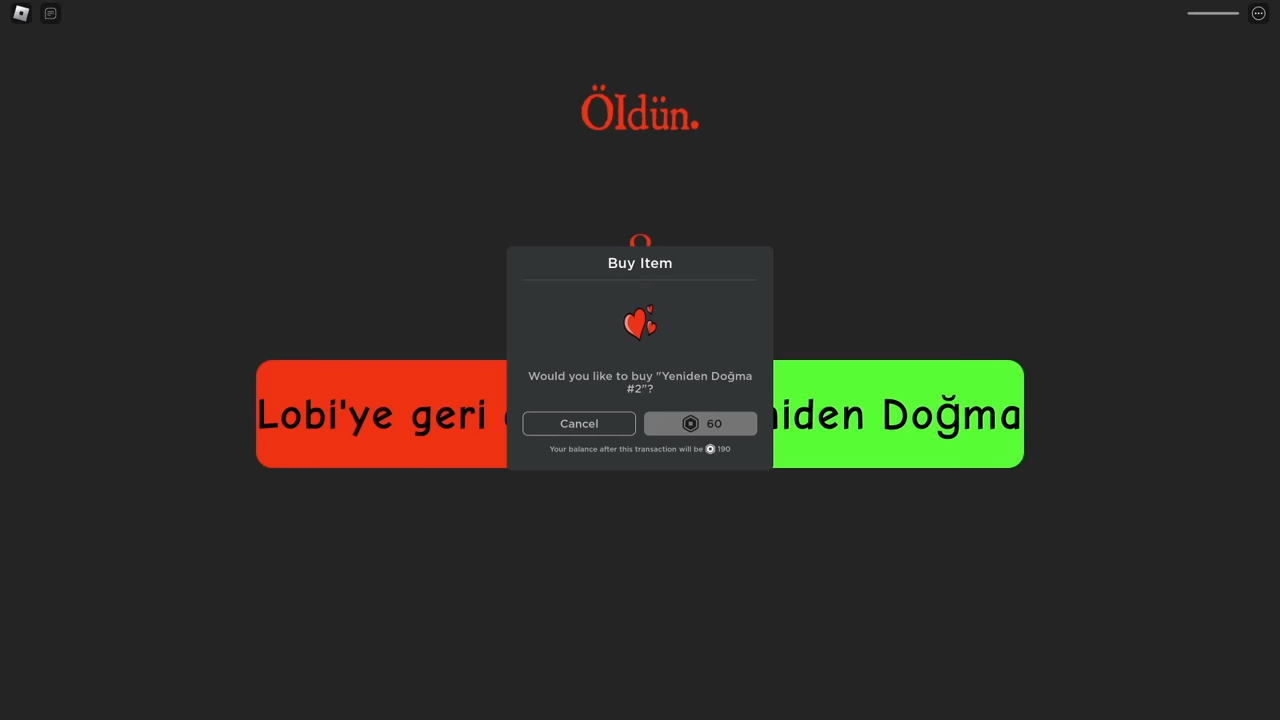 Öldün.
Buy Item
Would you like to buy "Yeniden Doğma
#2"?
Lobi'ye geri
niden Doğma
Cancel
60
Your balance after this transaction will be 190